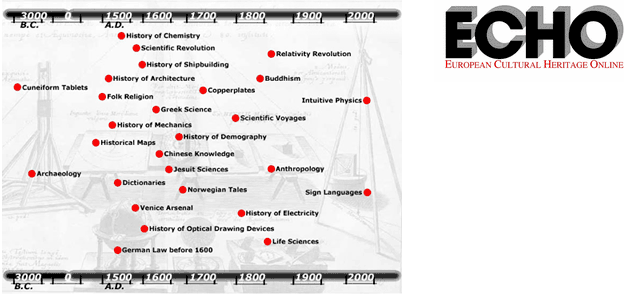 3000 0 1500 1600 1700 1800 1900 2000
B.C. A.D.
History of Chemistry
Scientific Revolution
Relativity Revolution
History of Shipbuilding
History of Architecture
Buddhism
Cuneiform Tablets
Copperplates
Folk Religion
Intuitive Physics
Greek Science
Scientific Voyages
History of Mechanics
History of Demography
Historical Maps
Chinese Knowledge
Jesuit Sciences
Anthropology
Archaeology
Dictionaries
Norwegian Tales
Sign Languages
Venice Arsenal
History of Electricity
History of Optical Drawing Devices
Life Sciences
German Law before 1600
3000 0 1500 1600 1700 1800 1900 2000
B.C. A.D.
ECHO
EUROPEAN CULTURAL HERITAGE ONLINE